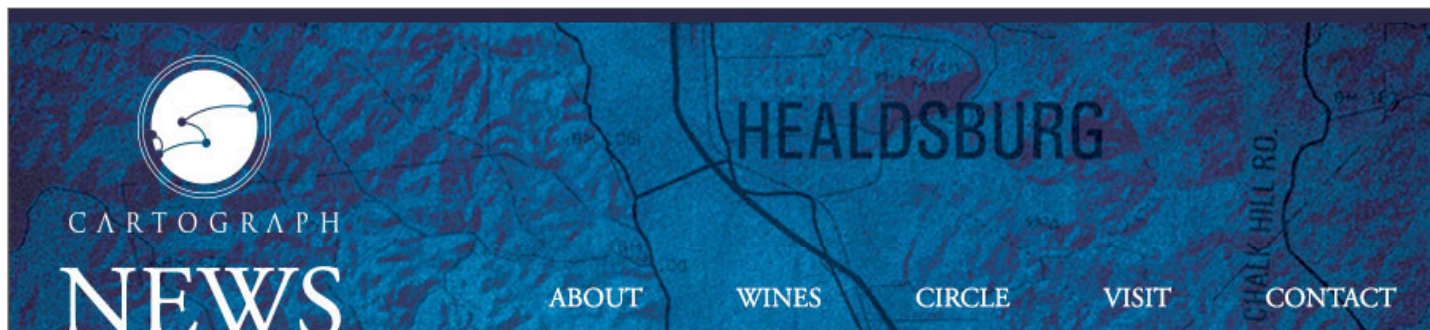 HEALDSBURG
CHALK HILL RD.
CARTOGRAPH
NEWS
ABOUT WINES CIRCLE VISIT CONTACT